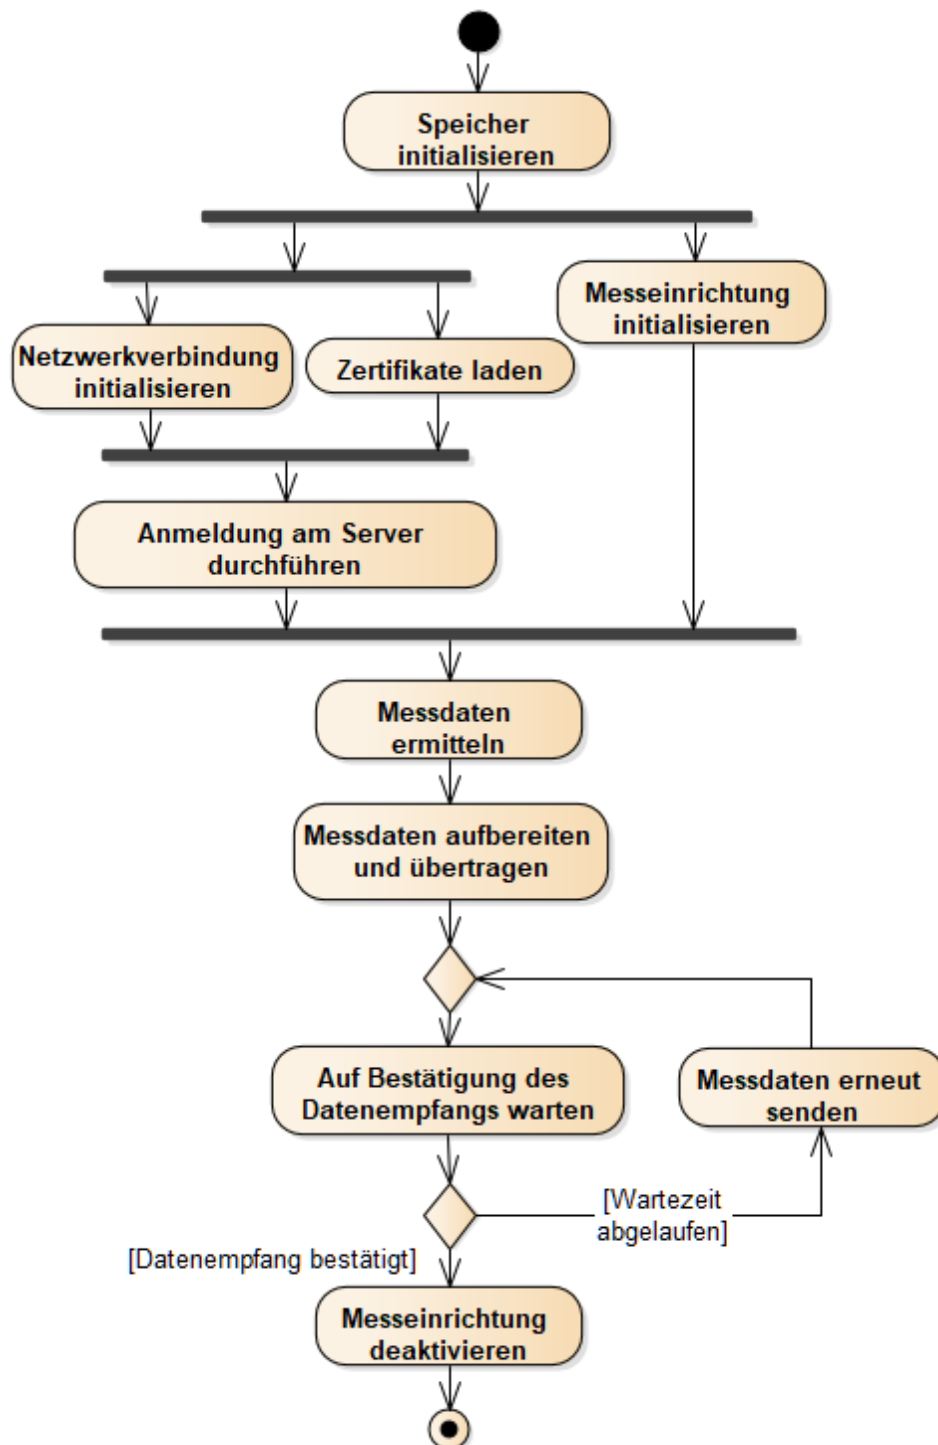 Speicher
initialisieren
Messeinrichtung
initialisieren
Netzwerkverbindung
initialisieren
Zertifikate laden
Anmeldung am Server
durchführen
Messdaten
ermitteln
Messdaten aufbereiten
und übertragen
Auf Bestätigung des
Datenempfangs warten
Messdaten erneut
senden
[Wartezeit
abgelaufen]
[Datenempfang bestätigt]
Messeinrichtung
deaktivieren